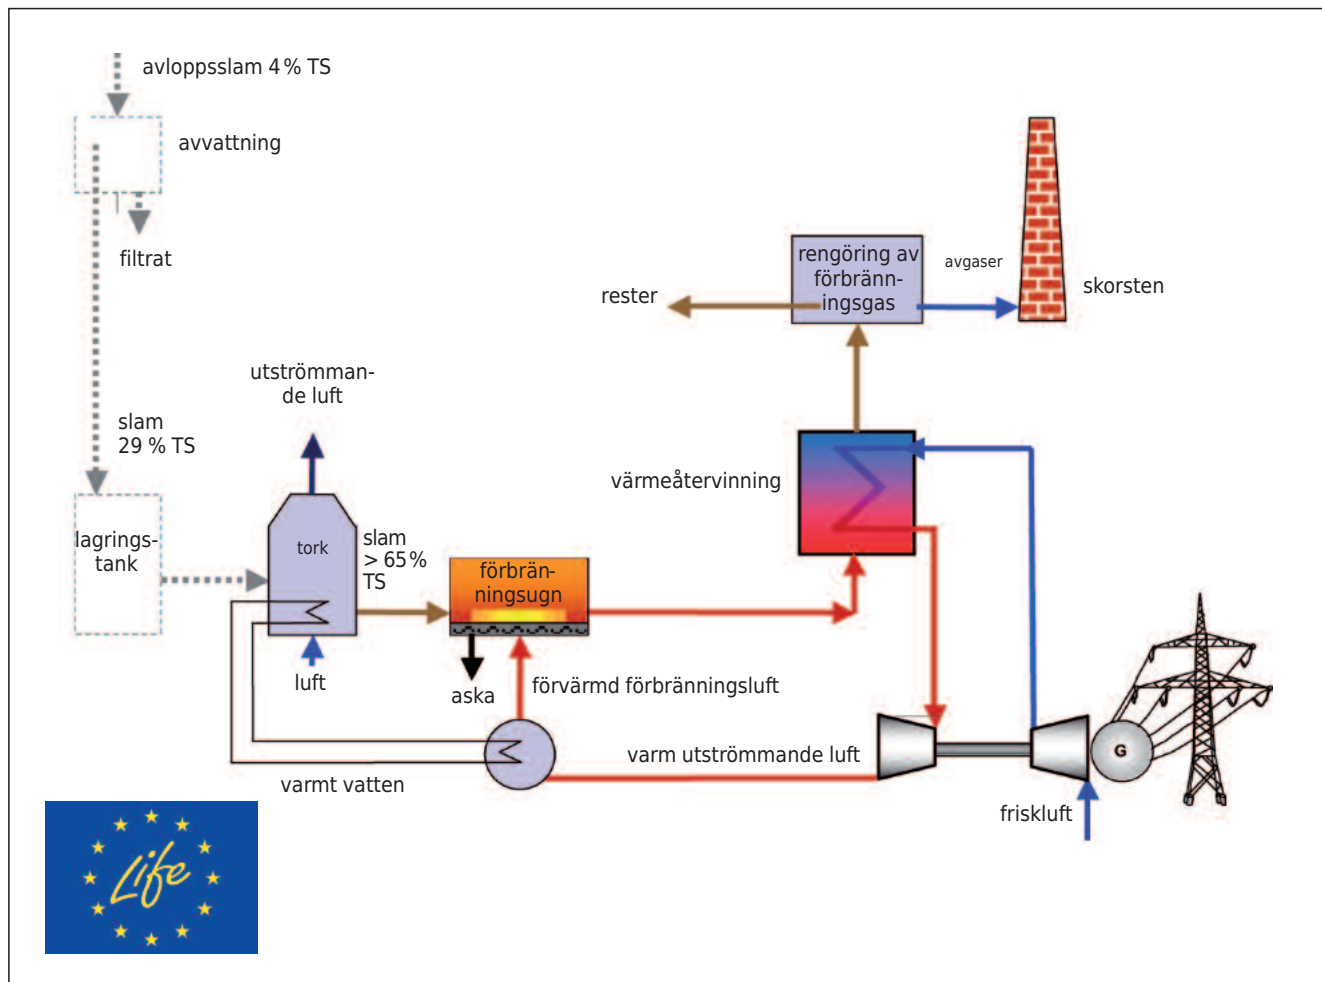 avloppsslam 4% TS
avvattning
filtrat
slam
29 % TS
lagrings-
tank
utströmman-
de luft
tork
slam
> 65%
TS
luft
förbrän-
ningsugn
aska
förvärmd förbränningsluft
varmt vatten
varm utströmmande luft
värmeåtervinning
rengöring av
förbränn-
ingsgas
rester
avgaser
skorsten
G
friskluft
Life